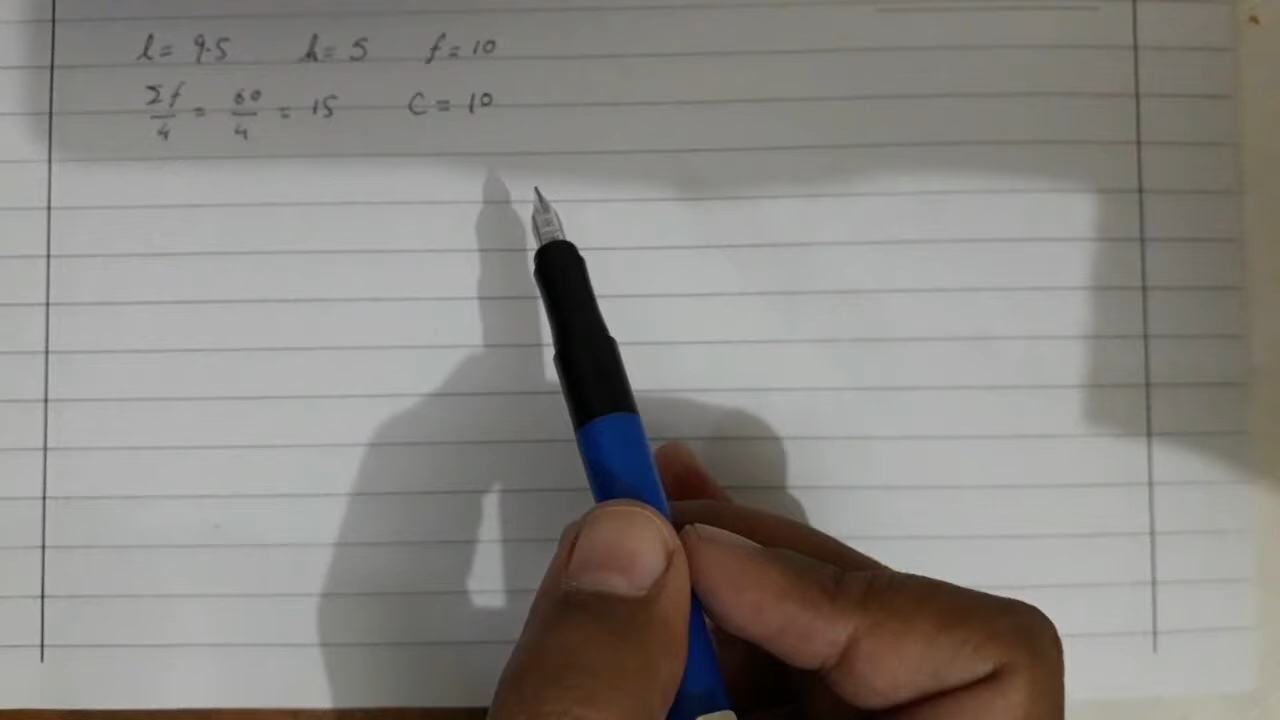 l = 9.5 h = 5 f = 10
Σf/4 = 60/4 = 15 C = 10